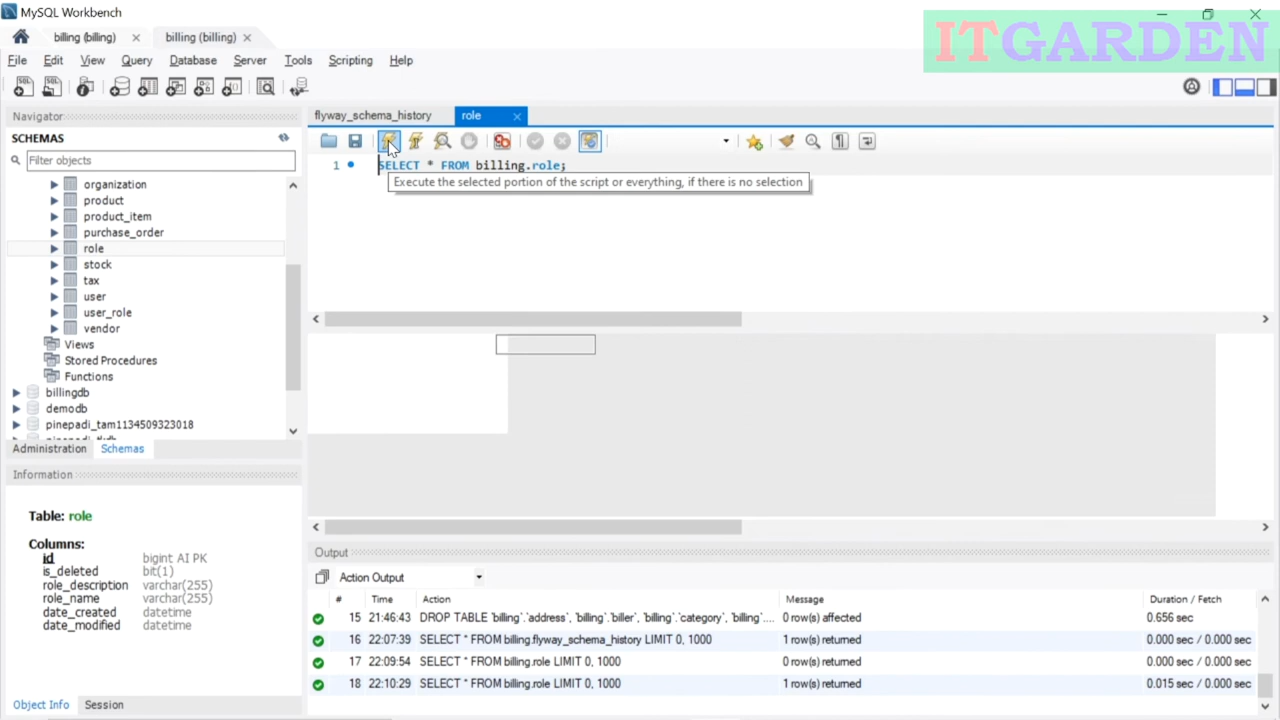 MySQL Workbench
ITGARDEN
billing (billing)
billing (billing)
File Edit View Query Database Server Tools Scripting Help
Navigator
SCHEMAS
Filter objects
organization
product
product_item
purchase_order
role
stock
tax
user
user_role
vendor
Views
Stored Procedures
Functions
billingdb
demodb
pinepadi_tam1134509323018
Administration Schemas
Information
Table: role
Columns:
id bigint AI PK
is_deleted bit(1)
role_description varchar(255)
role_name varchar(255)
date_created datetime
date_modified datetime
Object Info Session
flyway_schema_history role
1 SELECT * FROM billing.role;
Execute the selected portion of the script or everything, if there is no selection
Output
Action Output
# Time Action Message Duration / Fetch
15 21:46:43 DROP TABLE `billing`.`address`, `billing`.`biller`, `billing`.`category`, `billing`.... 0 row(s) affected 0.656 sec
16 22:07:39 SELECT * FROM billing.flyway_schema_history LIMIT 0, 1000 1 row(s) returned 0.000 sec / 0.000 sec
17 22:09:54 SELECT * FROM billing.role LIMIT 0, 1000 0 row(s) returned 0.000 sec / 0.000 sec
18 22:10:29 SELECT * FROM billing.role LIMIT 0, 1000 1 row(s) returned 0.015 sec / 0.000 sec